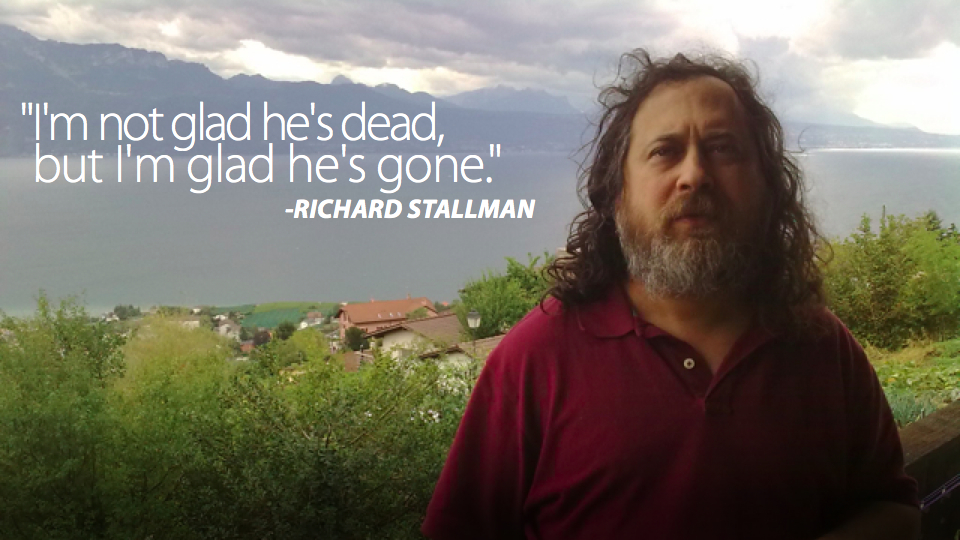 "I'm not glad he's dead,
but I'm glad he's gone."
-RICHARD STALLMAN